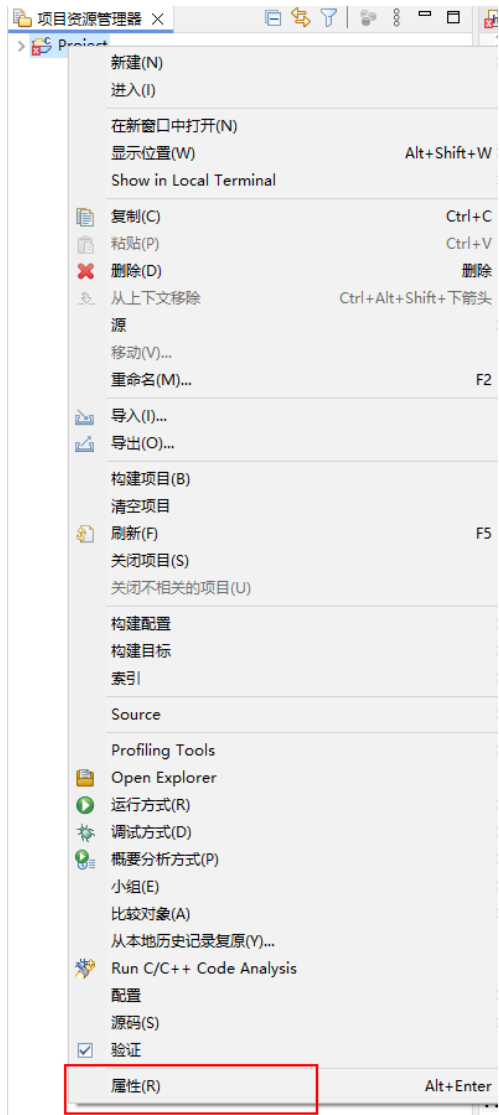 项目资源管理器
Project
新建(N)
进入(I)
在新窗口中打开(N)
显示位置(W) Alt+Shift+W
Show in Local Terminal
复制(C) Ctrl+C
粘贴(P) Ctrl+V
删除(D) 删除
从上下文移除 Ctrl+Alt+Shift+下箭头
源
移动(V)...
重命名(M)... F2
导入(I)...
导出(O)...
构建项目(B)
清空项目
刷新(F) F5
关闭项目(S)
关闭不相关的项目(U)
构建配置
构建目标
索引
Source
Profiling Tools
Open Explorer
运行方式(R)
调试方式(D)
概要分析方式(P)
小组(E)
比较对象(A)
从本地历史记录复原(Y)...
Run C/C++ Code Analysis
配置
源码(S)
验证
属性(R) Alt+Enter